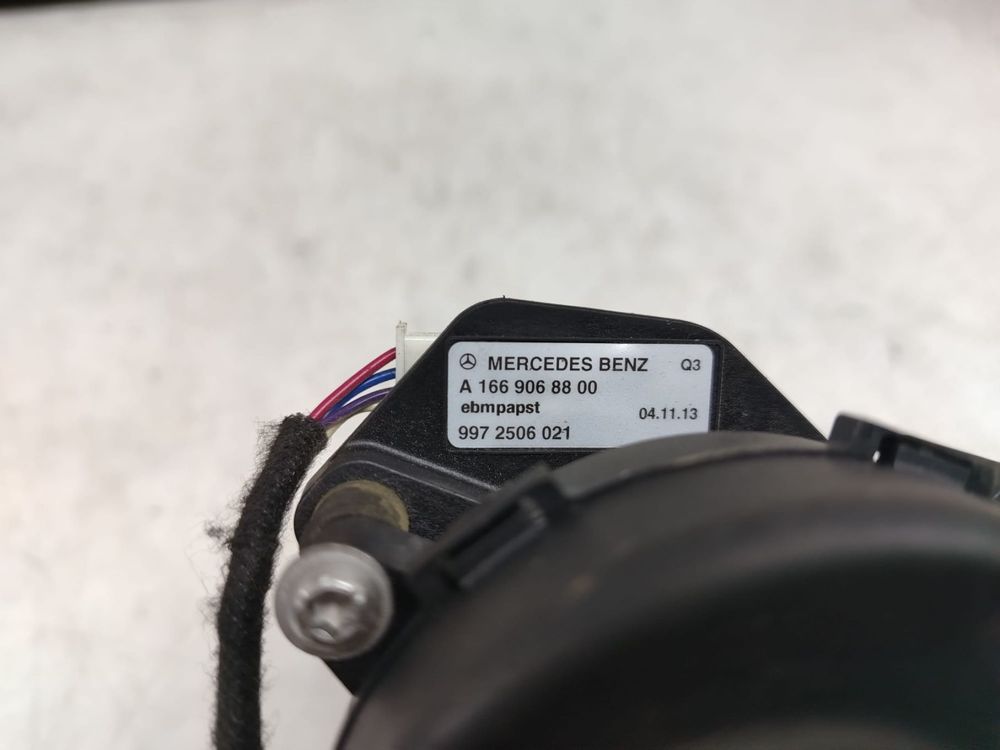 MERCEDES BENZ Q3
A 166 906 88 00
ebmpapst 04.11.13
997 2506 021